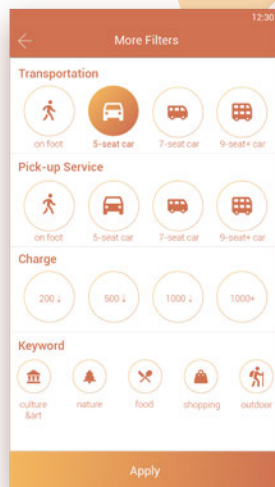 12:30
More Filters
Transportation
on foot 5-seat car 7-seat car 9-seat+ car
Pick-up Service
on foot 5-seat car 7-seat car 9-seat+ car
Charge
200↓ 500↓ 1000↓ 1000+
Keyword
culture nature food shopping outdoor
&art
Apply